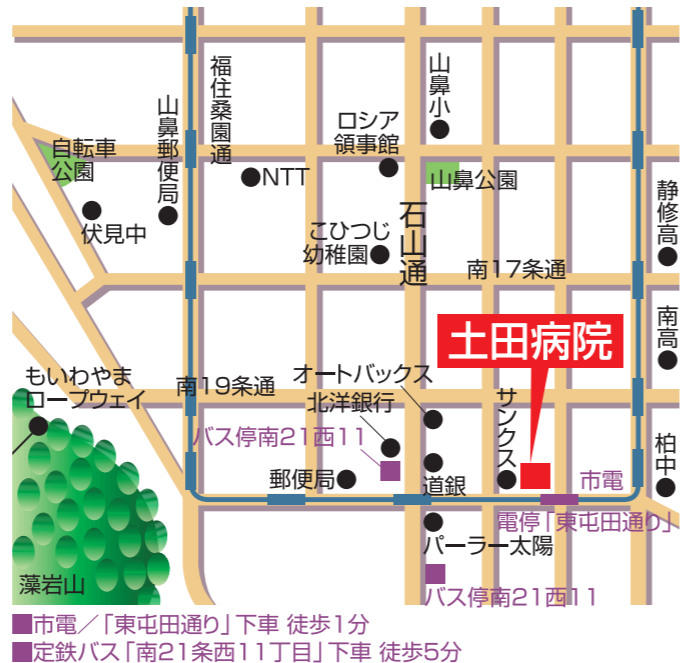 福住桑園通
山鼻小
山鼻郵便局
ロシア
領事館
自転車
公園
NTT
山鼻公園
静修高
伏見中
石山通
こひつじ
幼稚園
南17条通
南高
土田病院
もいわやま
ロープウェイ
南19条通
オートバックス
北洋銀行
サンクス
バス停南21西11
柏中
郵便局
道銀
市電
電停「東屯田通り」
パーラー太陽
藻岩山
バス停南21西11
■市電／「東屯田通り」下車 徒歩1分
■定鉄バス「南21条西11丁目」下車 徒歩5分